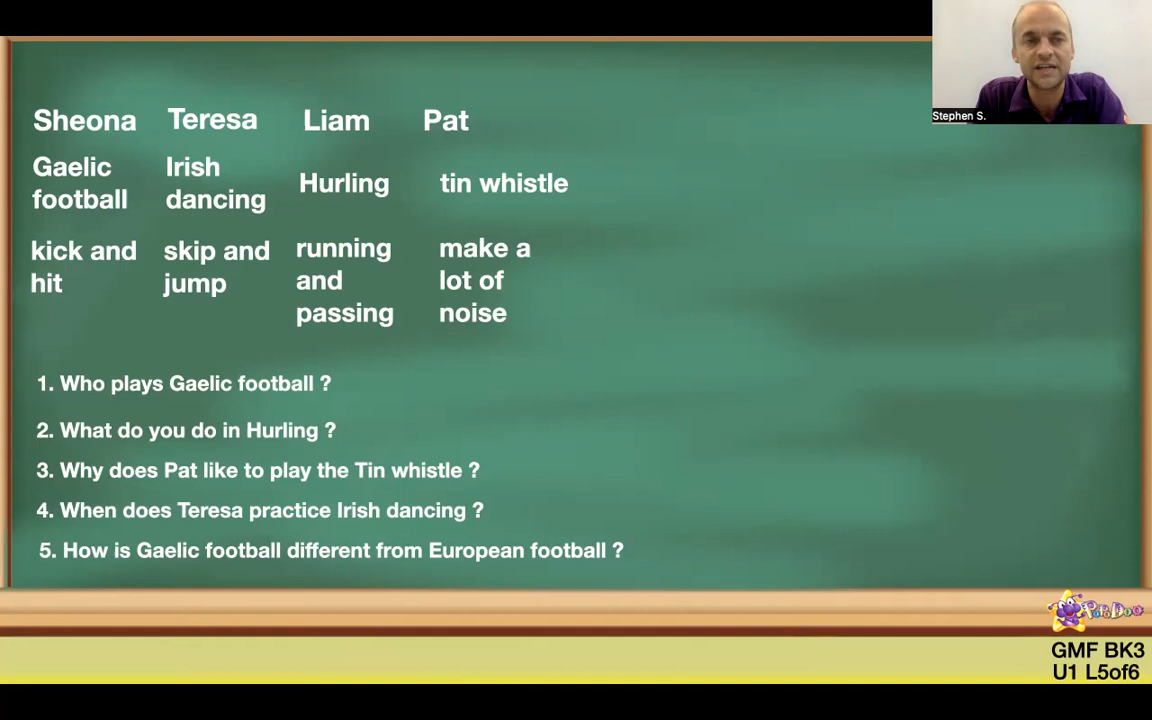 Stephen S.
Sheona Teresa Liam Pat
Gaelic football
Irish dancing
Hurling
tin whistle
kick and hit
skip and jump
running and passing
make a lot of noise
1. Who plays Gaelic football ?
2. What do you do in Hurling ?
3. Why does Pat like to play the Tin whistle ?
4. When does Teresa practice Irish dancing ?
5. How is Gaelic football different from European football ?
GMF BK3
U1 L5of6